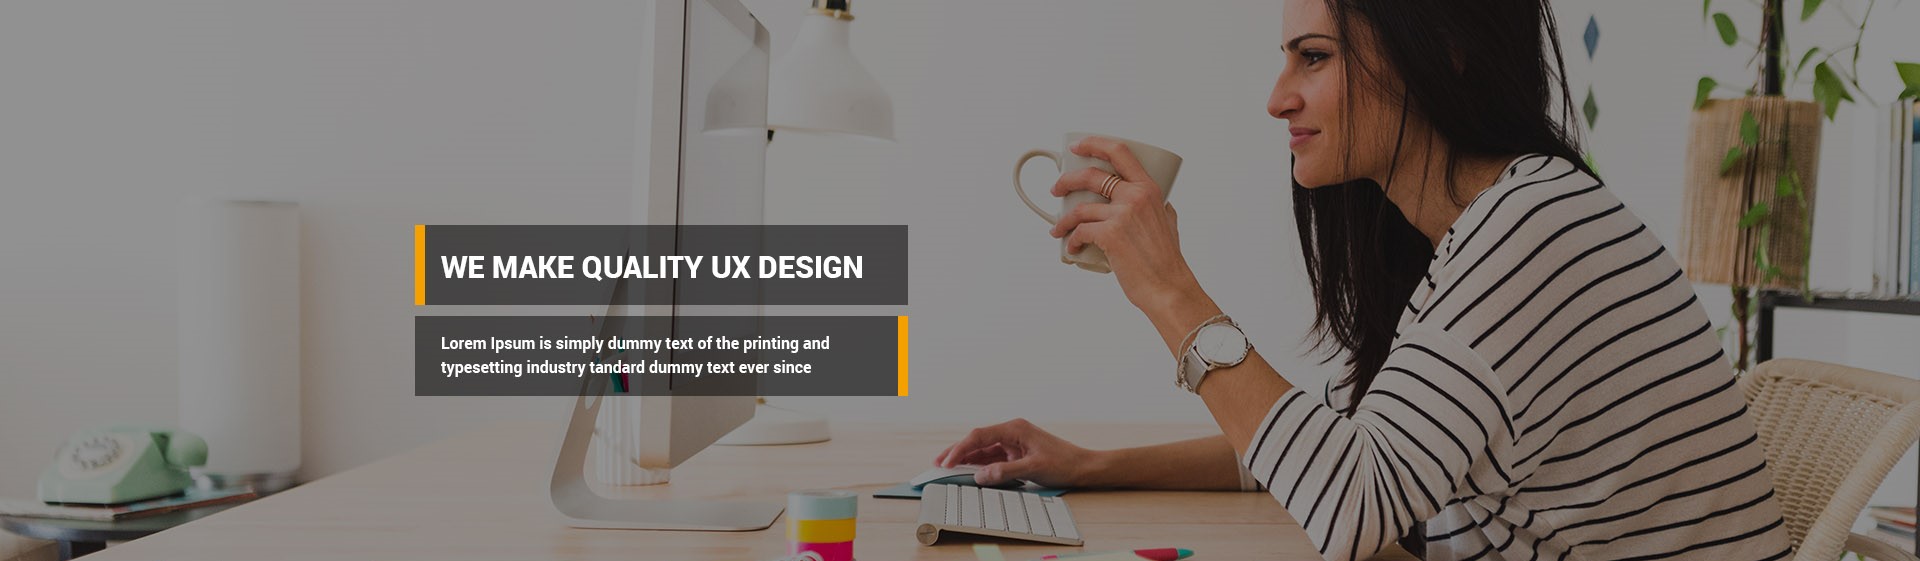 WE MAKE QUALITY UX DESIGN
Lorem Ipsum is simply dummy text of the printing and
typesetting industry tandard dummy text ever since